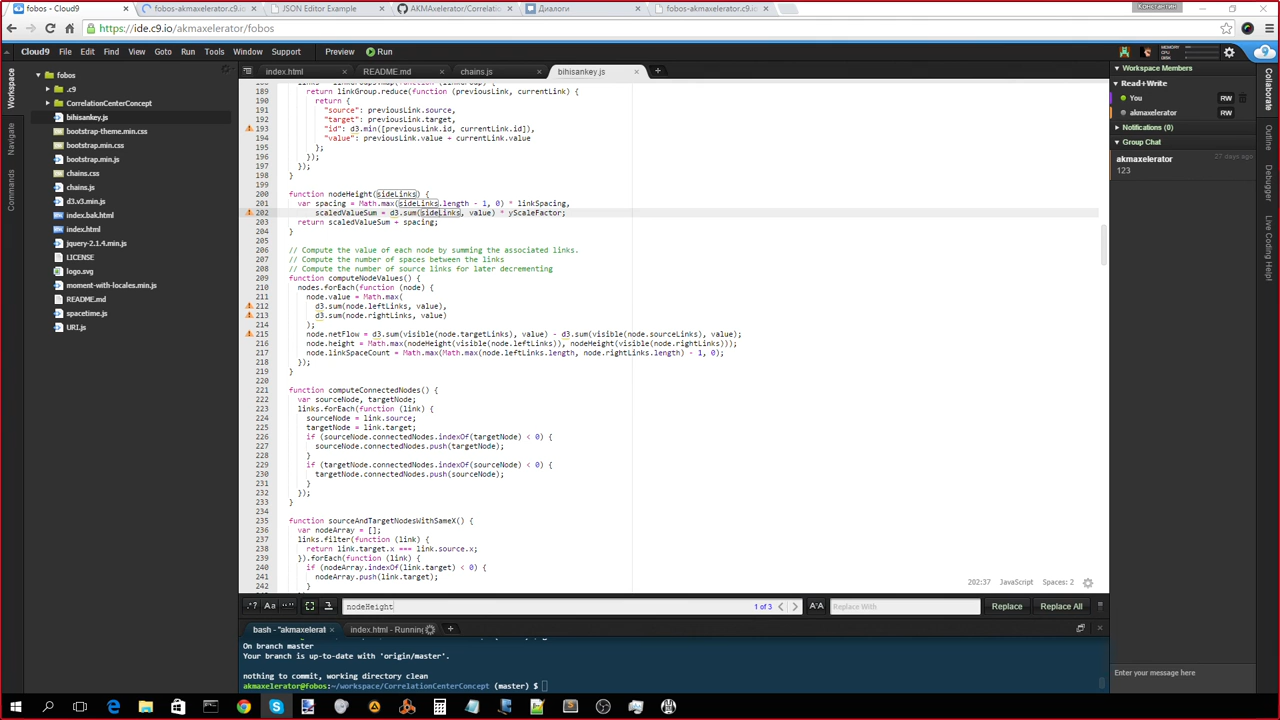 Константин
fobos - Cloud9
fobos-akmaxelerator.c9.io
JSON Editor Example
AKMAxelerator/Correlation
Диалоги
fobos-akmaxelerator.c9.io
https://ide.c9.io/akmaxelerator/fobos
Cloud9 File Edit Find View Goto Run Tools Window Support Preview Run
MEMORY
CPU
DISK
Workspace
Navigate
Commands
fobos
.c9
CorrelationCenterConcept
bihisankey.js
bootstrap-theme.min.css
bootstrap.min.css
bootstrap.min.js
chains.css
chains.js
d3.v3.min.js
index.bak.html
index.html
jquery-2.1.4.min.js
LICENSE
logo.svg
moment-with-locales.min.js
README.md
spacetime.js
URI.js
index.html
README.md
chains.js
bihisankey.js
189 return linkGroup.reduce(function (previousLink, currentLink) {
190 return {
191 "source": previousLink.source,
192 "target": previousLink.target,
193 "id": d3.min([previousLink.id, currentLink.id]),
194 "value": previousLink.value + currentLink.value
195 };
196 });
197 });
198 }
199
200 function nodeHeight(sideLinks) {
201 var spacing = Math.max(sideLinks.length - 1, 0) * linkSpacing,
202 scaledValueSum = d3.sum(sideLinks, value) * yScaleFactor;
203 return scaledValueSum + spacing;
204 }
205
206 // Compute the value of each node by summing the associated links.
207 // Compute the number of spaces between the links
208 // Compute the number of source links for later decrementing
209 function computeNodeValues() {
210 nodes.forEach(function (node) {
211 node.value = Math.max(
212 d3.sum(node.leftLinks, value),
213 d3.sum(node.rightLinks, value)
214 );
215 node.netFlow = d3.sum(visible(node.targetLinks), value) - d3.sum(visible(node.sourceLinks), value);
216 node.height = Math.max(nodeHeight(visible(node.leftLinks)), nodeHeight(visible(node.rightLinks)));
217 node.linkSpaceCount = Math.max(Math.max(node.leftLinks.length, node.rightLinks.length) - 1, 0);
218 });
219 }
220
221 function computeConnectedNodes() {
222 var sourceNode, targetNode;
223 links.forEach(function (link) {
224 sourceNode = link.source;
225 targetNode = link.target;
226 if (sourceNode.connectedNodes.indexOf(targetNode) < 0) {
227 sourceNode.connectedNodes.push(targetNode);
228 }
229 if (targetNode.connectedNodes.indexOf(sourceNode) < 0) {
230 targetNode.connectedNodes.push(sourceNode);
231 }
232 });
233 }
234
235 function sourceAndTargetNodesWithSameX() {
236 var nodeArray = [];
237 links.filter(function (link) {
238 return link.target.x === link.source.x;
239 }).forEach(function (link) {
240 if (nodeArray.indexOf(link.target) < 0) {
241 nodeArray.push(link.target);
242 }
202:37 JavaScript Spaces: 2
.*? Aa nodeHeight 1 of 3 Replace With Replace Replace All
bash - "akmaxelerat
index.html - Running
On branch master
Your branch is up-to-date with 'origin/master'.
nothing to commit, working directory clean
akmaxelerator@fobos:~/workspace/CorrelationCenterConcept (master) $
Workspace Members
Read+Write
You RW
akmaxelerator RW
Notifications (0)
Group Chat
akmaxelerator 27 days ago
123
Enter your message here
Collaborate
Outline
Debugger
Live Coding Help!